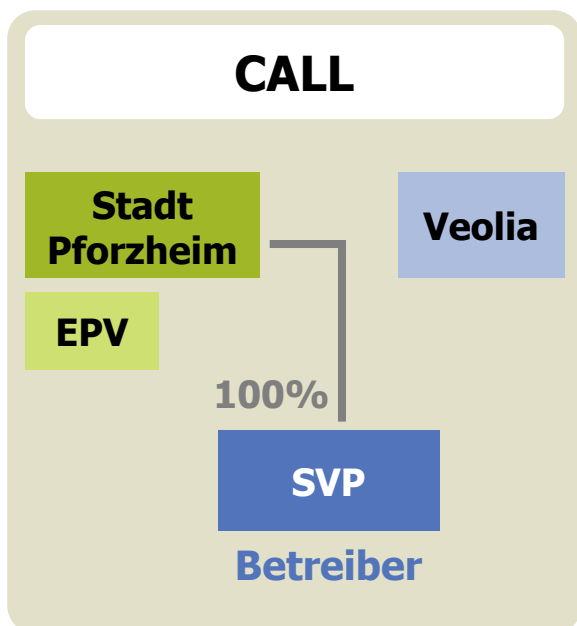 CALL
Stadt
Pforzheim
Veolia
EPV
100%
SVP
Betreiber